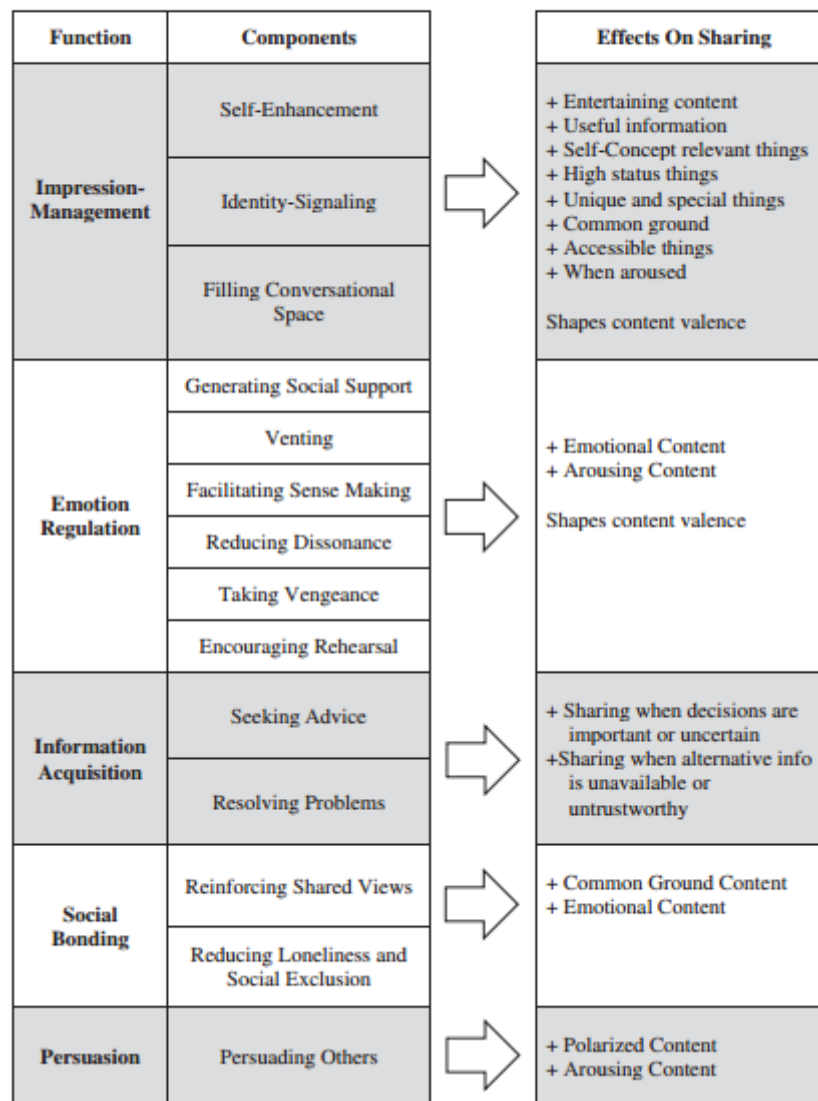 Function
Components
Effects On Sharing
Impression-
Management
Self-Enhancement
Identity-Signaling
Filling Conversational
Space
+ Entertaining content
+ Useful information
+ Self-Concept relevant things
+ High status things
+ Unique and special things
+ Common ground
+ Accessible things
+ When aroused
Shapes content valence
Emotion
Regulation
Generating Social Support
Venting
Facilitating Sense Making
Reducing Dissonance
Taking Vengeance
Encouraging Rehearsal
+ Emotional Content
+ Arousing Content
Shapes content valence
Information
Acquisition
Seeking Advice
Resolving Problems
+ Sharing when decisions are
important or uncertain
+Sharing when alternative info
is unavailable or
untrustworthy
Social
Bonding
Reinforcing Shared Views
Reducing Loneliness and
Social Exclusion
+ Common Ground Content
+ Emotional Content
Persuasion
Persuading Others
+ Polarized Content
+ Arousing Content